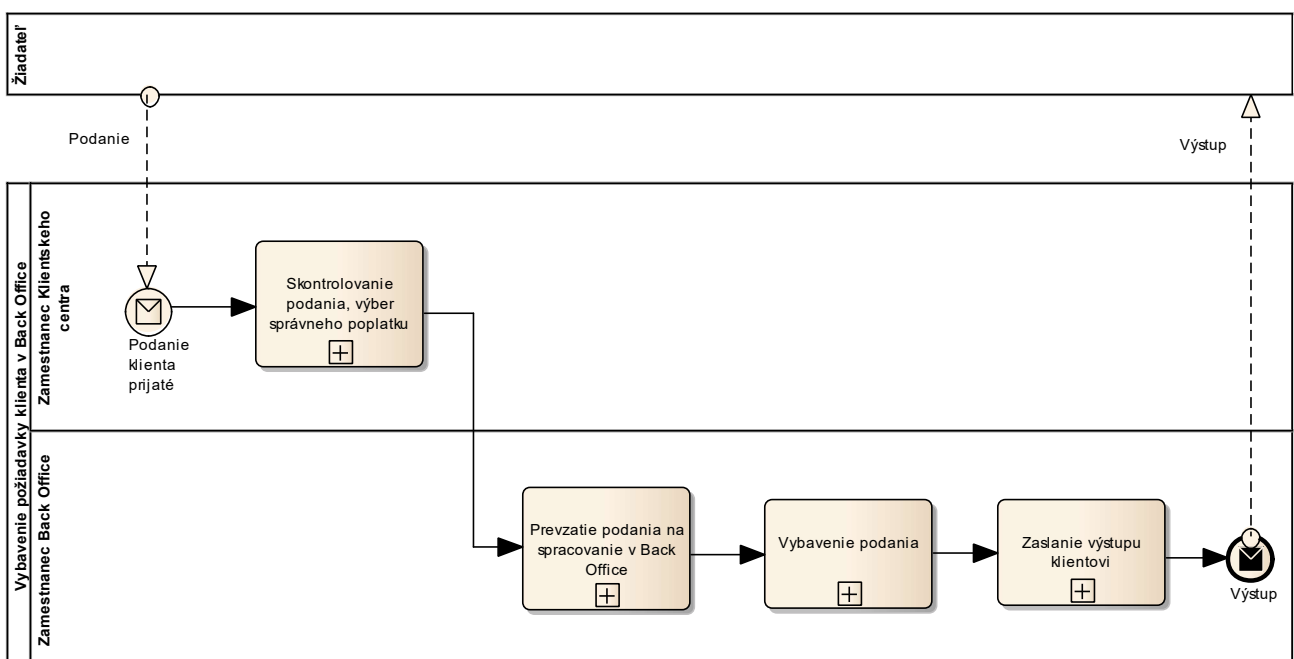 Žiadateľ
Podanie
Výstup
Vybavenie požiadavky klienta v Back Office
Zamestnanec Klientskeho
centra
Podanie
klienta
prijaté
Skontrolovanie
podania, výber
správneho poplatku
Zamestnanec Back Office
Prevzatie podania na
spracovanie v Back
Office
Vybavenie podania
Zaslanie výstupu
klientovi
Výstup